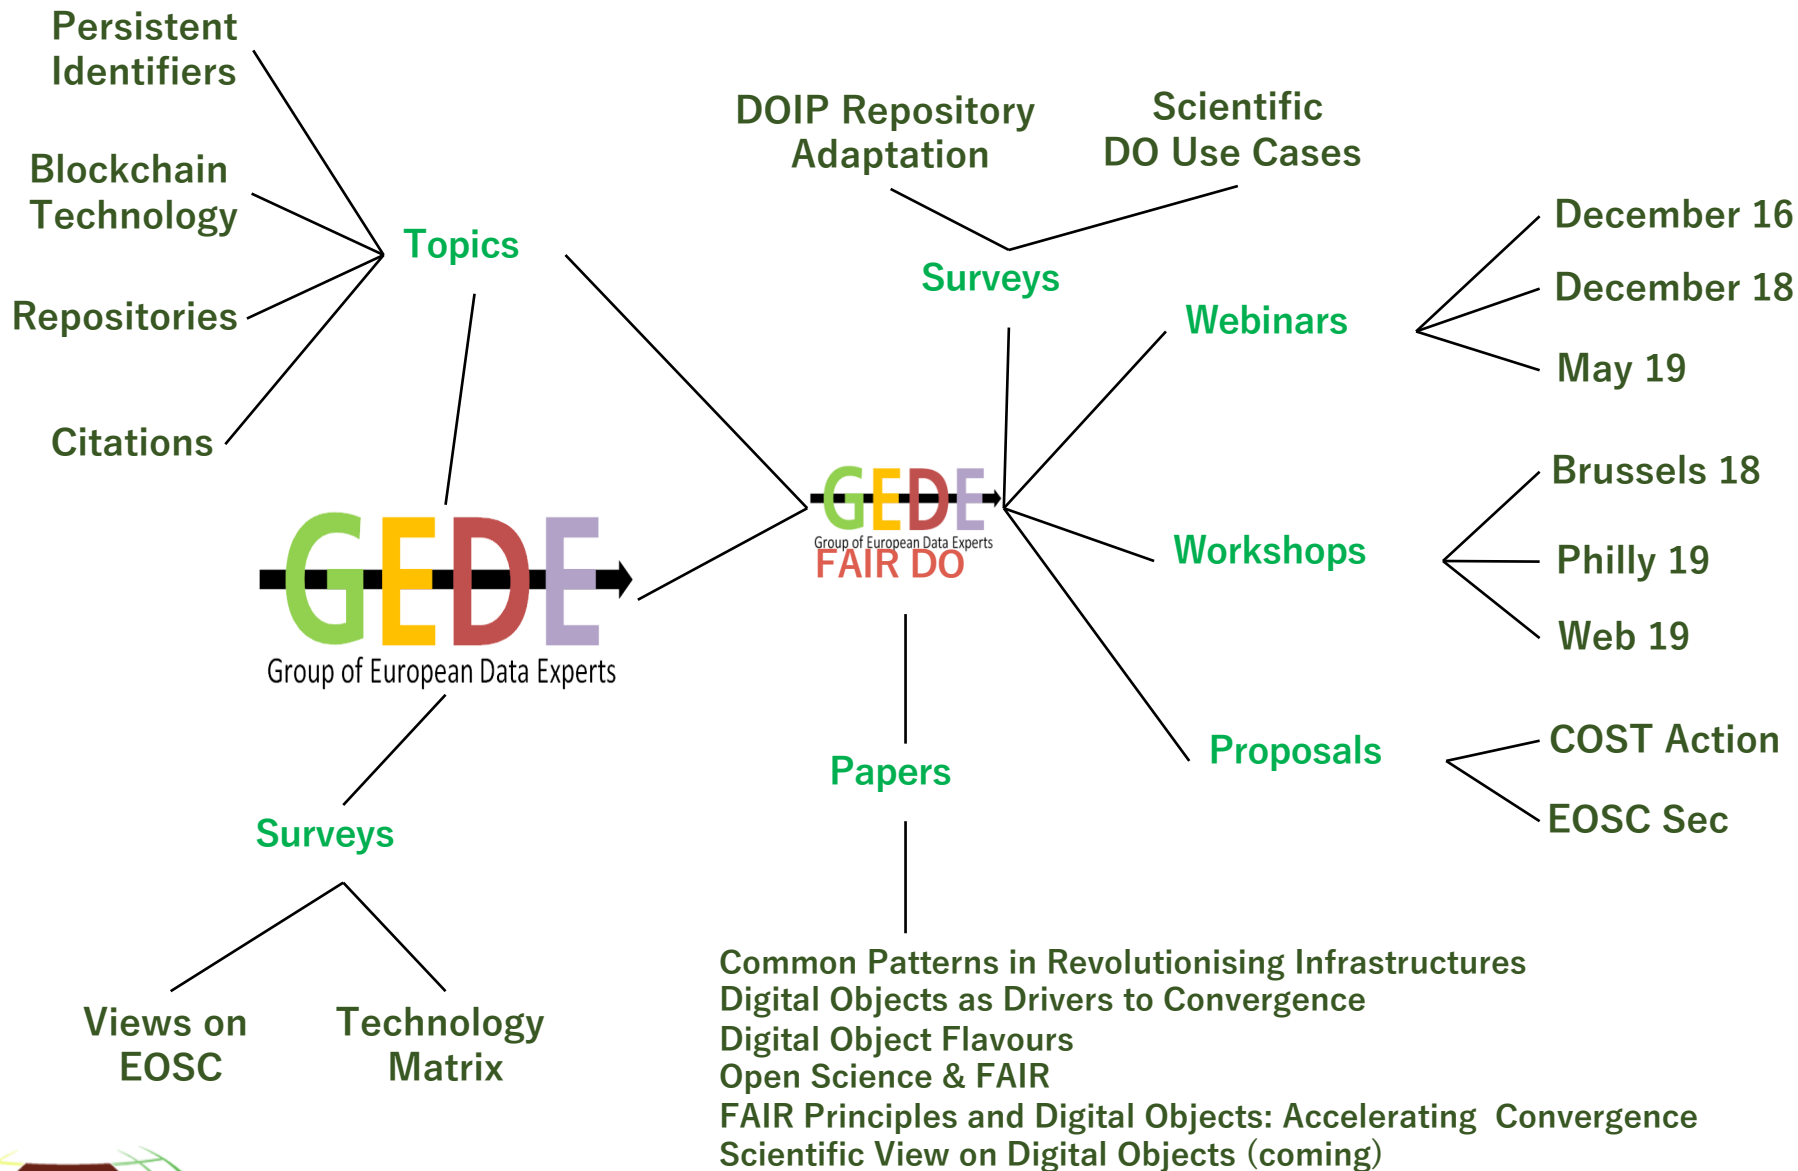 Persistent
Identifiers
Blockchain
Technology
Repositories
Citations
Topics
DOIP Repository
Adaptation
Scientific
DO Use Cases
Surveys
Webinars
December 16
December 18
May 19
GEDE
Group of European Data Experts
GEDE
Group of European Data Experts
FAIR DO
Workshops
Brussels 18
Philly 19
Web 19
Proposals
COST Action
EOSC Sec
Surveys
Views on
EOSC
Technology
Matrix
Papers
Common Patterns in Revolutionising Infrastructures
Digital Objects as Drivers to Convergence
Digital Object Flavours
Open Science & FAIR
FAIR Principles and Digital Objects: Accelerating  Convergence
Scientific View on Digital Objects (coming)